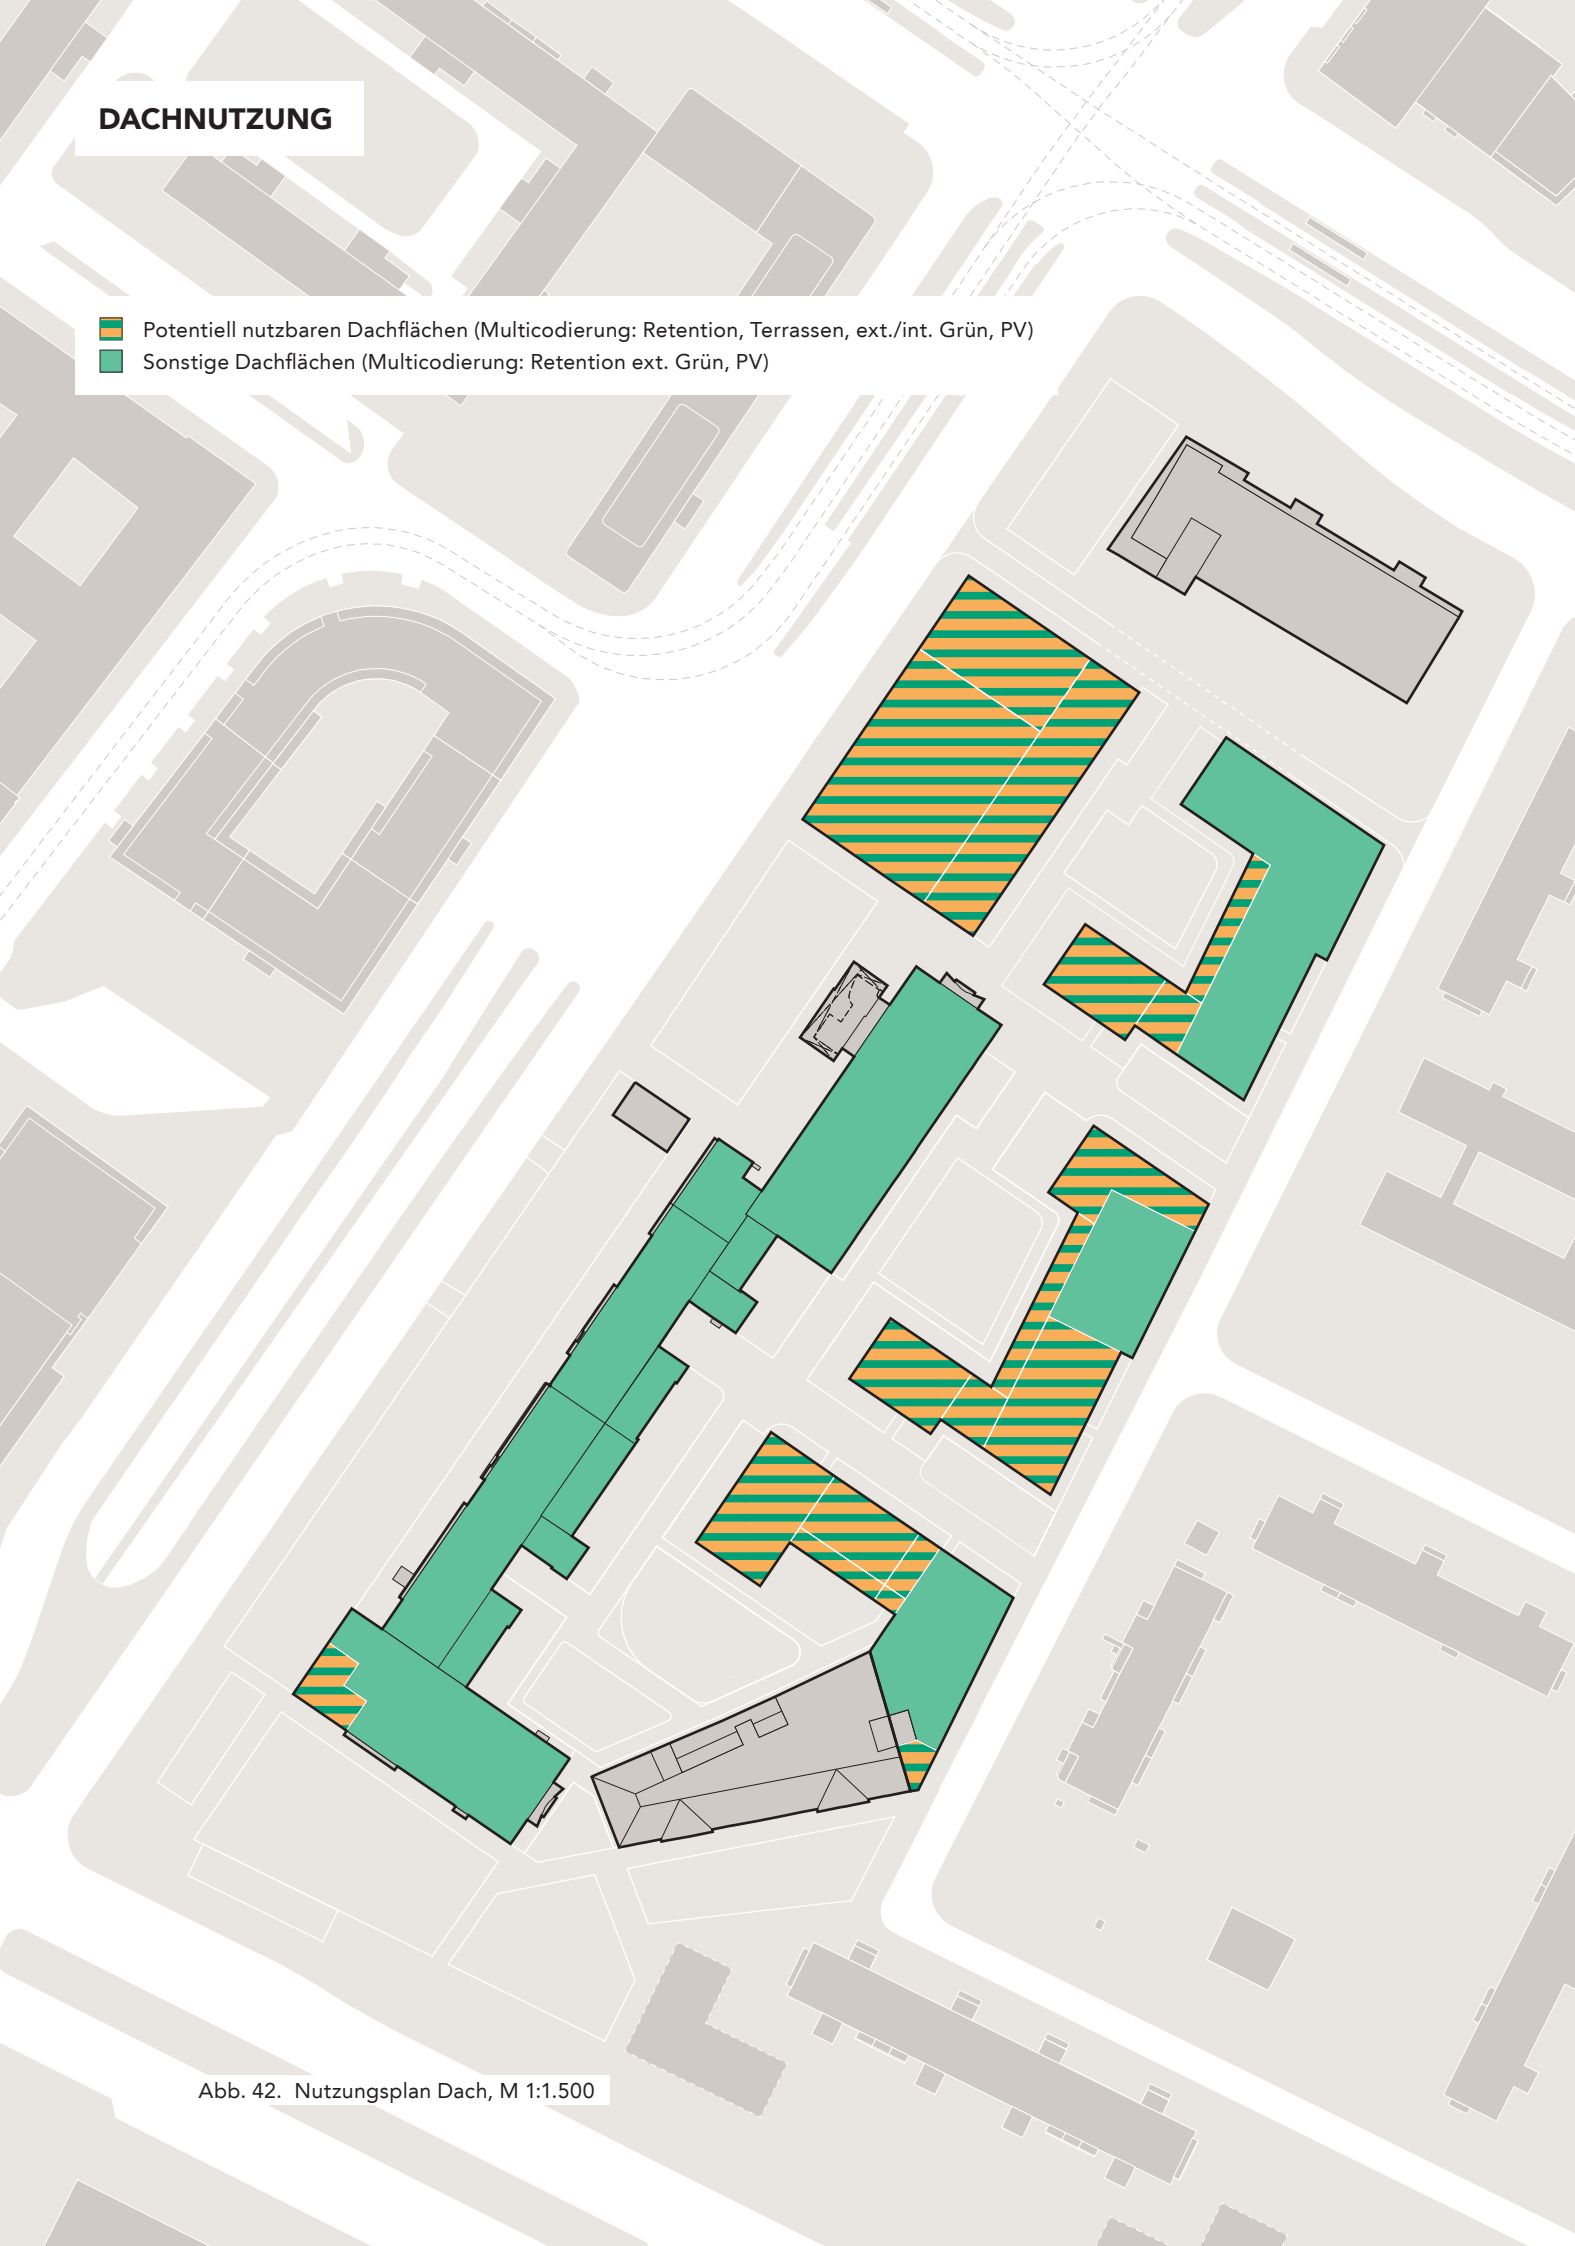 DACHNUTZUNG
Potentiell nutzbaren Dachflächen (Multicodierung: Retention, Terrassen, ext./int. Grün, PV)
Sonstige Dachflächen (Multicodierung: Retention ext. Grün, PV)
Abb. 42. Nutzungsplan Dach, M 1:1.500